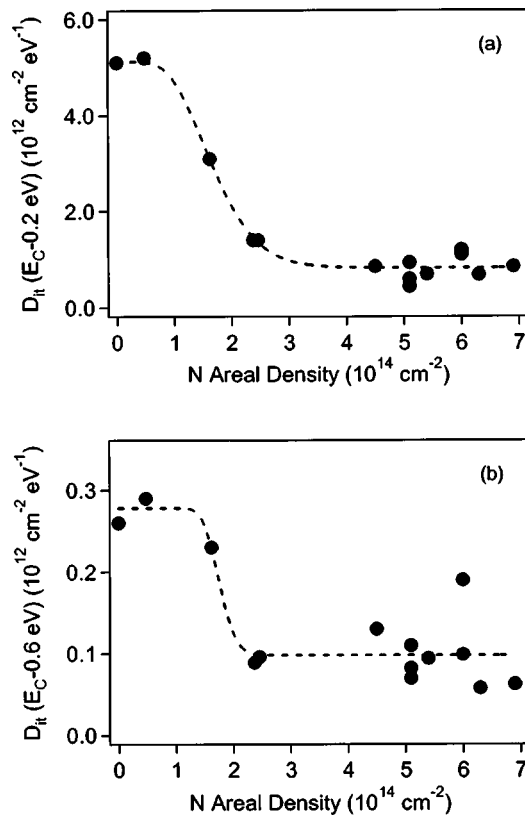 (a)
D_it (E_C-0.2 eV) (10^12 cm^-2 eV^-1)
6.0
4.0
2.0
0.0
0 1 2 3 4 5 6 7
N Areal Density (10^14 cm^-2)
(b)
D_it (E_C-0.6 eV) (10^12 cm^-2 eV^-1)
0.3
0.2
0.1
0.0
0 1 2 3 4 5 6 7
N Areal Density (10^14 cm^-2)